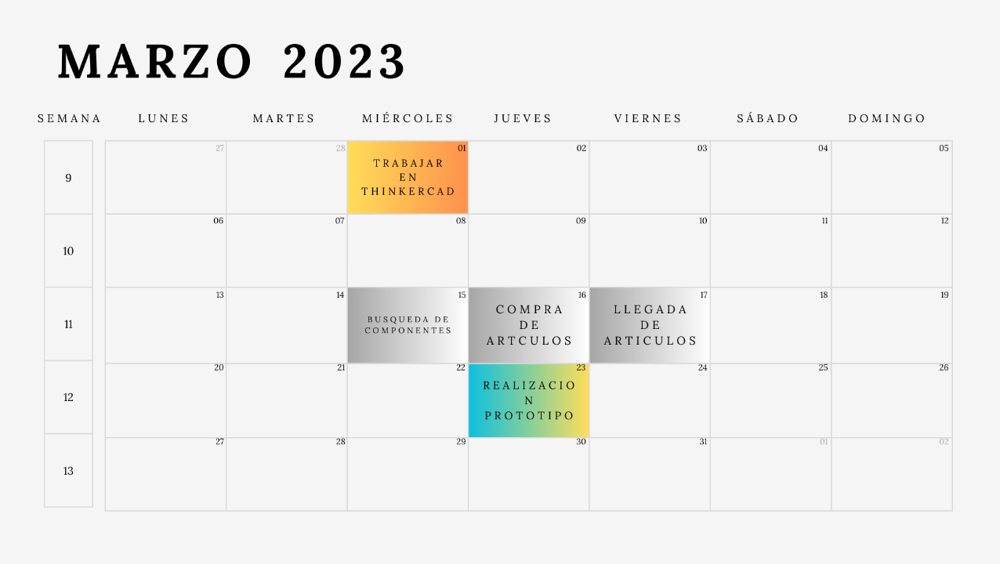 MARZO 2023
SEMANA LUNES MARTES MIÉRCOLES JUEVES VIERNES SÁBADO DOMINGO
9 27 28 01 02 03 04 05
TRABAJAR
EN
THINKERCAD
10 06 07 08 09 10 11 12
11 13 14 15 16 17 18 19
BUSQUEDA DE
COMPONENTES
COMPRA
DE
ARTCULOS
LLEGADA
DE
ARTICULOS
12 20 21 22 23 24 25 26
REALIZACIO
N
PROTOTIPO
13 27 28 29 30 31 01 02